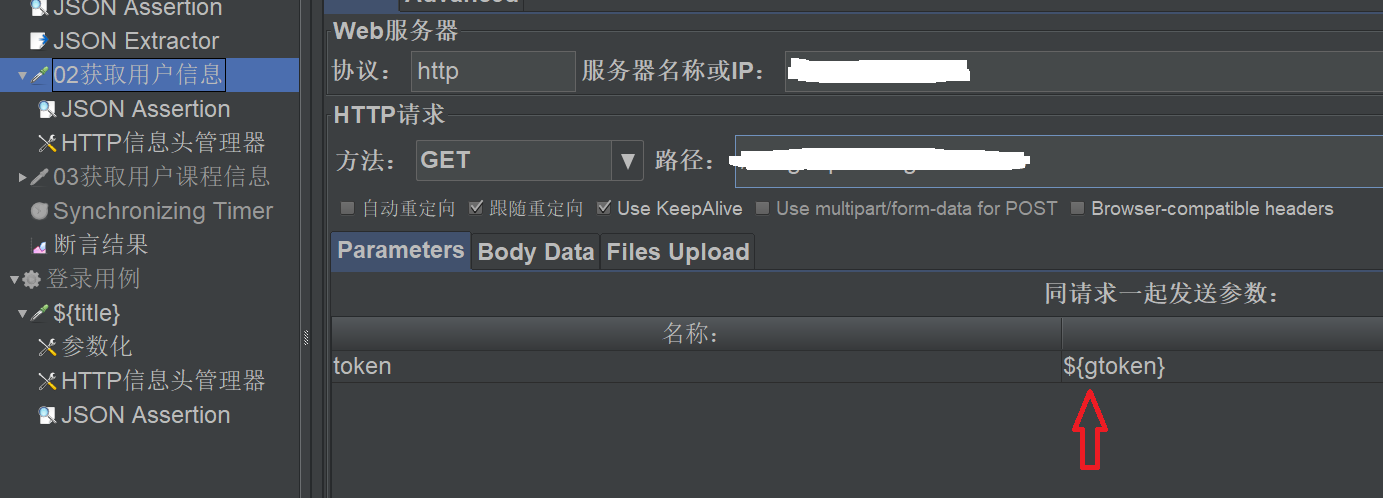 JSON Assertion
JSON Extractor
02获取用户信息
JSON Assertion
HTTP信息头管理器
03获取用户课程信息
Synchronizing Timer
断言结果
登录用例
${title}
参数化
HTTP信息头管理器
JSON Assertion
Advanced
Web服务器
协议： http 服务器名称或IP：
HTTP请求
方法： GET 路径：
自动重定向 跟随重定向 Use KeepAlive Use multipart/form-data for POST Browser-compatible headers
Parameters Body Data Files Upload
同请求一起发送参数：
名称：
token ${gtoken}